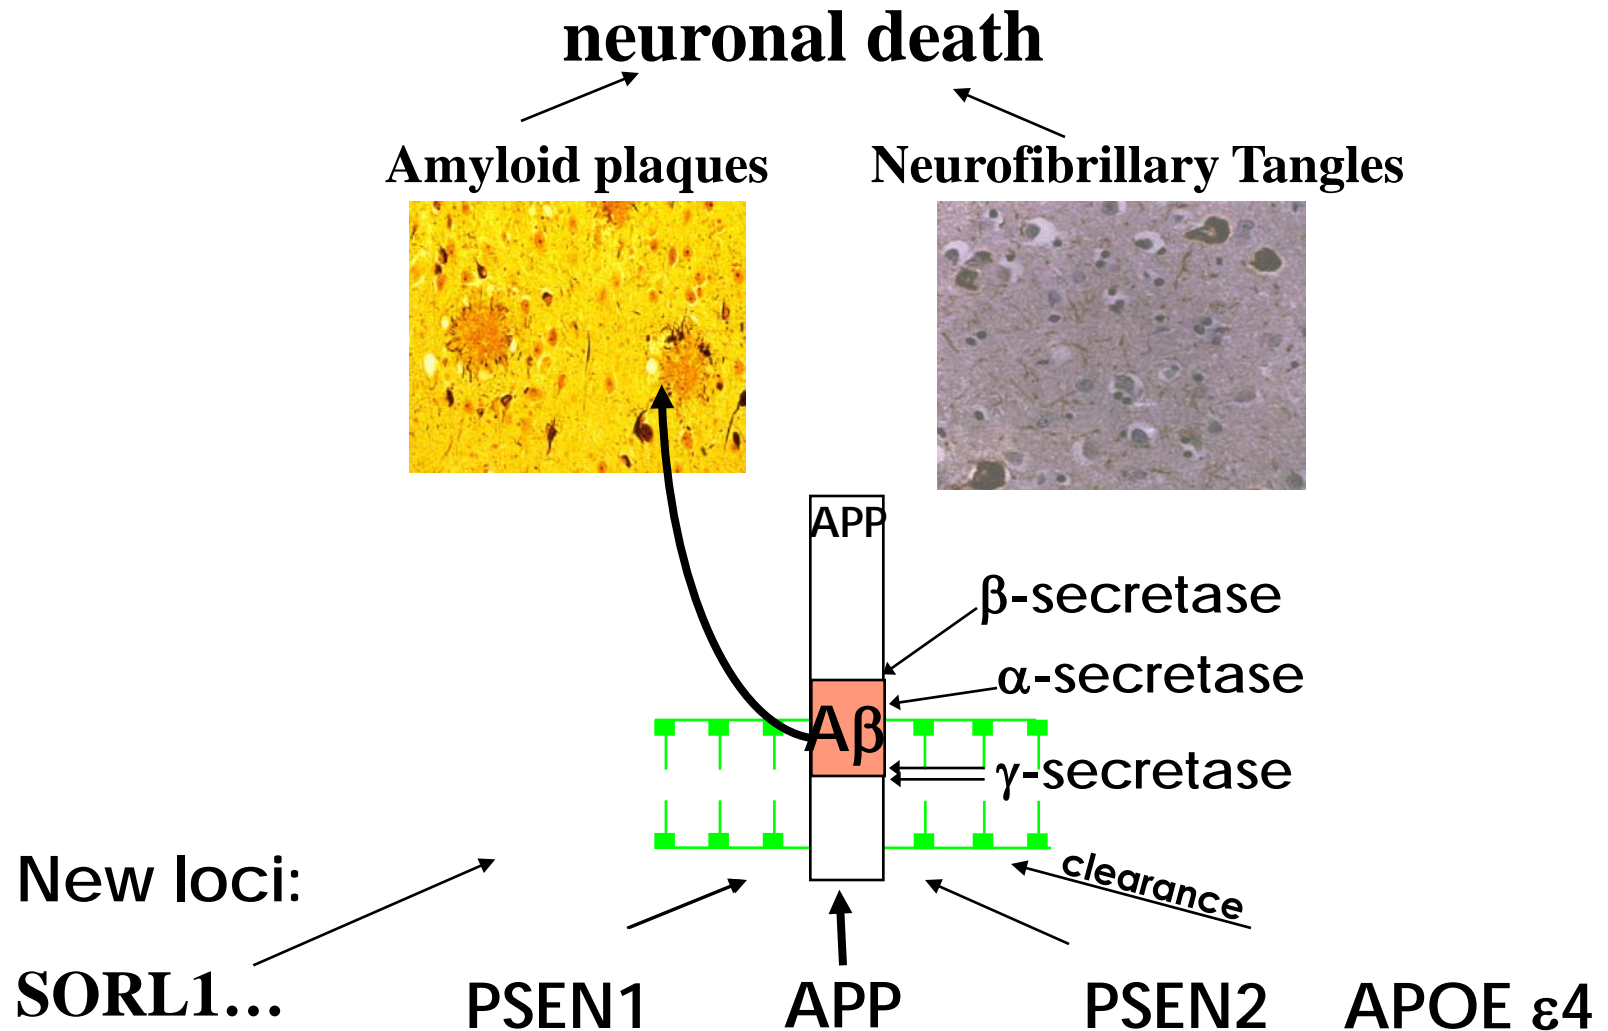 neuronal death
Amyloid plaques
Neurofibrillary Tangles
APP
β-secretase
α-secretase
Aβ
γ-secretase
New loci:
clearance
SORL1...
PSEN1
APP
PSEN2
APOE ε4